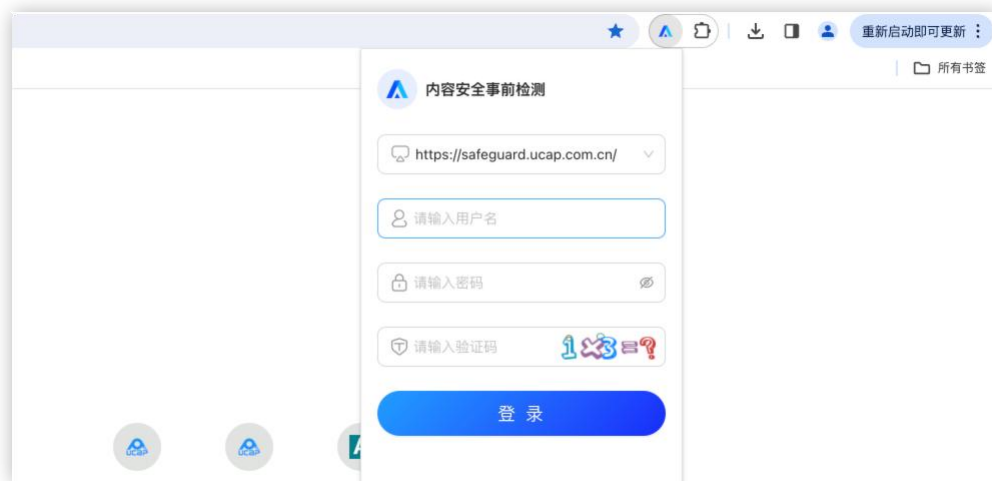 重新启动即可更新
所有书签
内容安全事前检测
https://safeguard.ucap.com.cn/
请输入用户名
请输入密码
请输入验证码
1×3=?
登 录
ucap
ucap